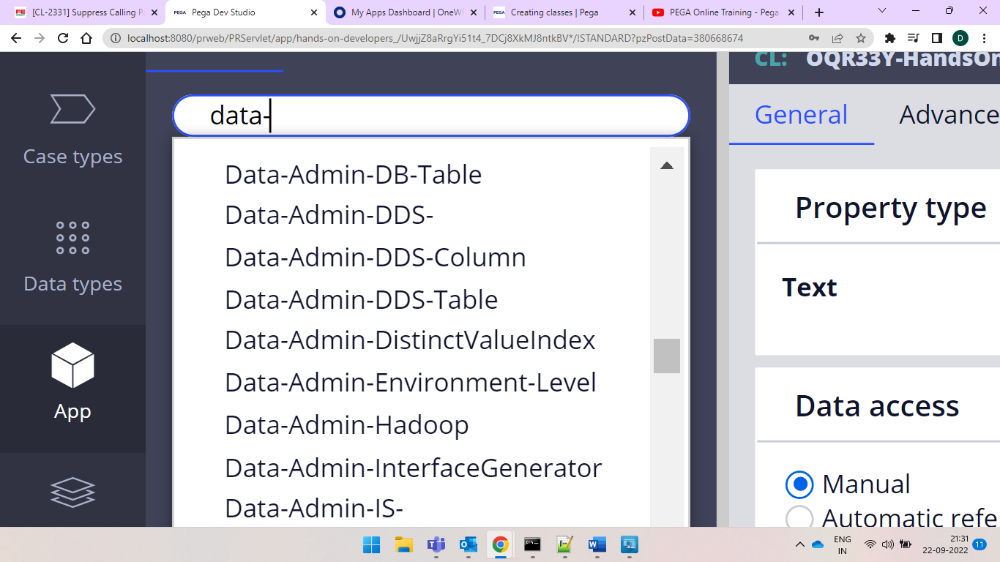 [CL-2331] Suppress Calling P
PEGA Pega Dev Studio
My Apps Dashboard | OneW
PEGA Creating classes | Pega
PEGA Online Training - Pega
localhost:8080/prweb/PRServlet/app/hands-on-developers_/UwjjZ8aRrgYi51t4_7DCj8XkMJ8ntkBV*/!STANDARD?pzPostData=380668674
D
Case types
Data types
App
data-
Data-Admin-DB-Table
Data-Admin-DDS-
Data-Admin-DDS-Column
Data-Admin-DDS-Table
Data-Admin-DistinctValueIndex
Data-Admin-Environment-Level
Data-Admin-Hadoop
Data-Admin-InterfaceGenerator
Data-Admin-IS-
CL: OQR33Y-HandsOn
General Advance
Property type
Text
Data access
Manual
Automatic refe
ENG
IN
21:31
22-09-2022
11